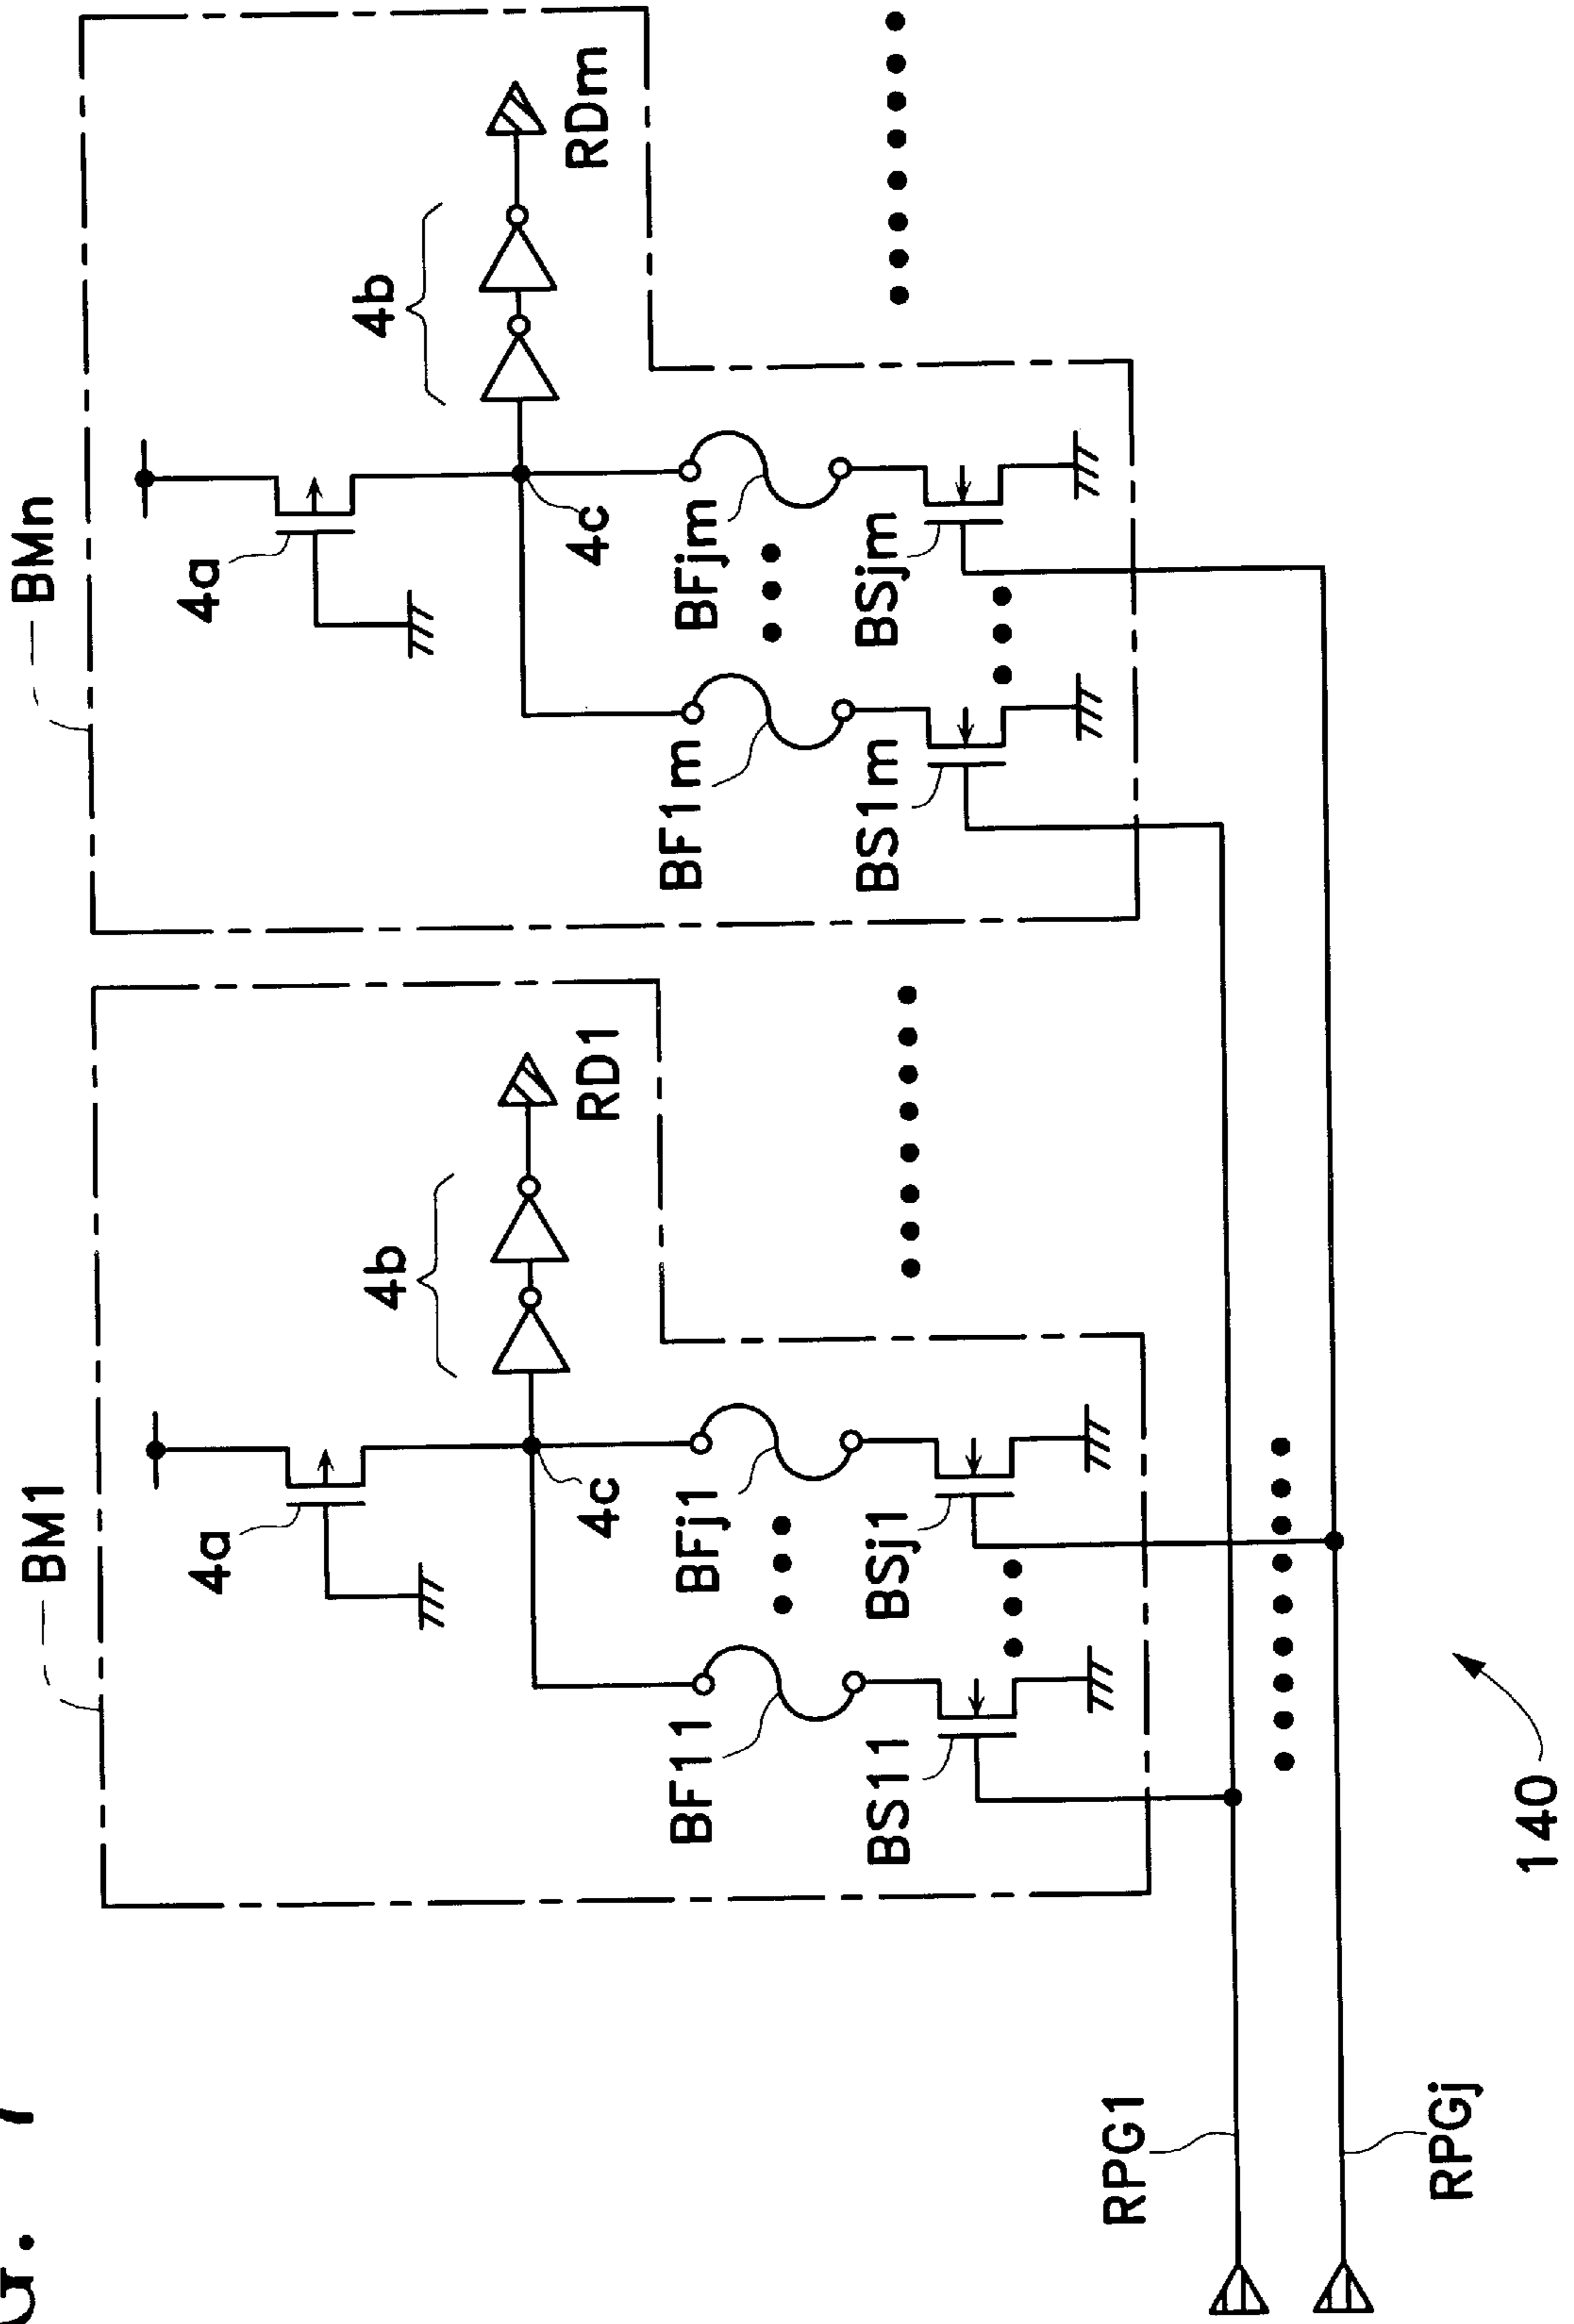 BM1
4a
4b
4c
RD1
BF11
BFj1
BS11
BSj1
BMn
4a
4b
4c
RDm
BF1m
BFjm
BS1m
BSjm
RPG1
RPGj
140